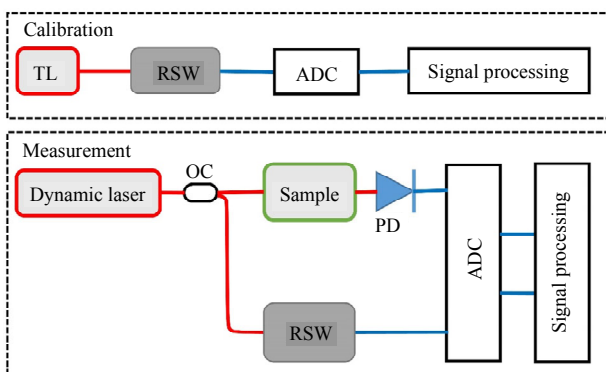 Calibration
TL
RSW
ADC
Signal processing
Measurement
Dynamic laser
OC
Sample
PD
RSW
ADC
Signal processing